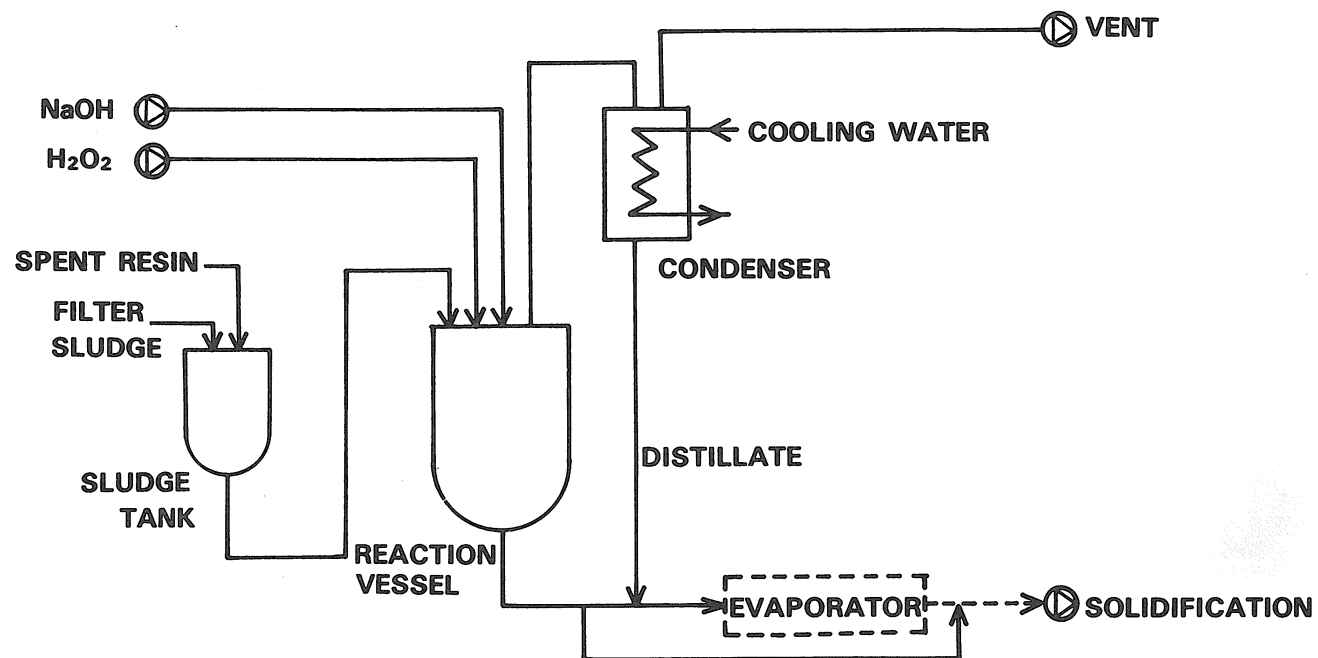 VENT
NaOH
H₂O₂
COOLING WATER
SPENT RESIN
CONDENSER
FILTER
SLUDGE
DISTILLATE
SLUDGE
TANK
REACTION
VESSEL
EVAPORATOR
SOLIDIFICATION